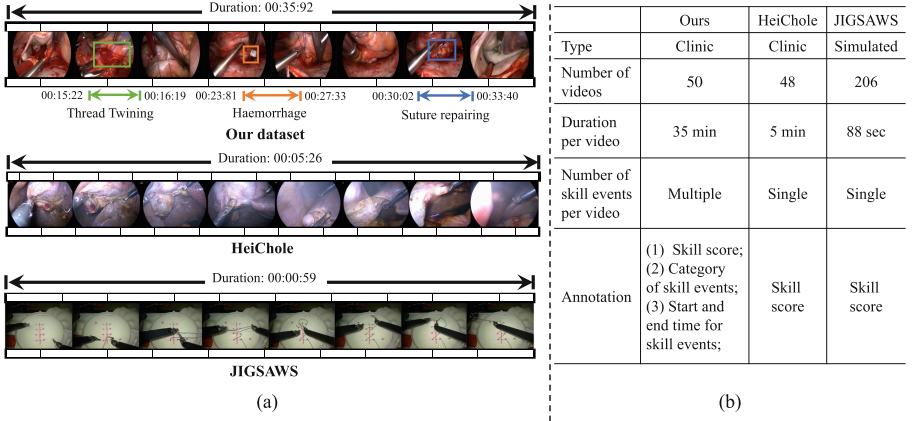 Duration: 00:35:92
00:15:22 00:16:19 00:23:81 00:27:33 00:30:02 00:33:40
Thread Twining Haemorrhage Suture repairing
Our dataset
Duration: 00:05:26
HeiChole
Duration: 00:00:59
JIGSAWS
(a)
Ours HeiChole JIGSAWS
Type Clinic Clinic Simulated
Number of
videos 50 48 206
Duration
per video 35 min 5 min 88 sec
Number of
skill events
per video Multiple Single Single
Annotation
(1) Skill score;
(2) Category
of skill events;
(3) Start and
end time for
skill events;
Skill
score
Skill
score
(b)